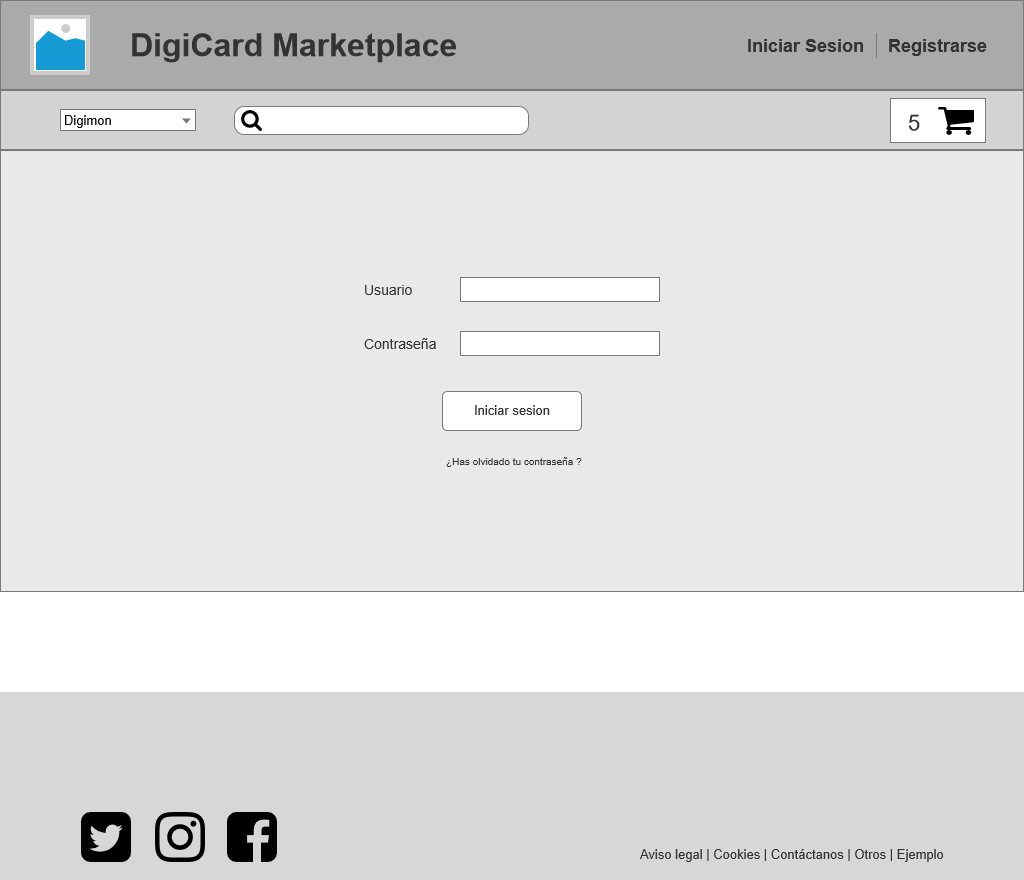 DigiCard Marketplace
Iniciar Sesion
Registrarse
Digimon
5
Usuario
Contraseña
Iniciar sesion
¿Has olvidado tu contraseña ?
Aviso legal | Cookies | Contáctanos | Otros | Ejemplo